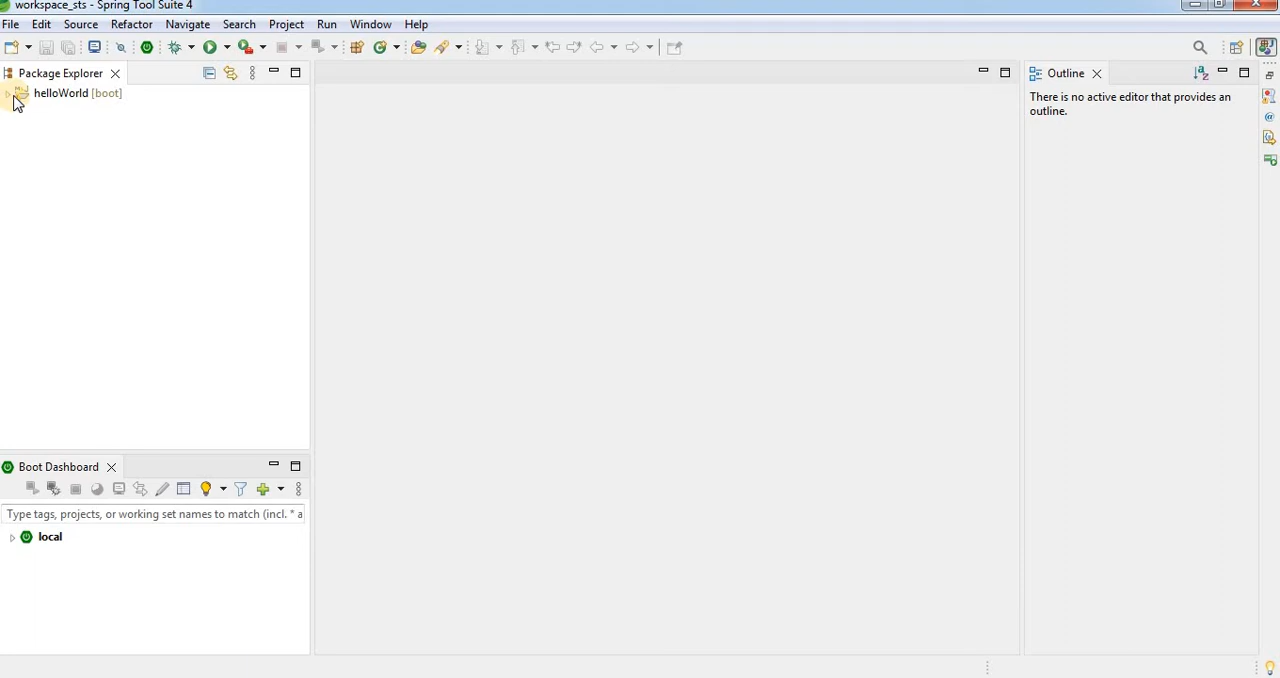 workspace_sts - Spring Tool Suite 4
File Edit Source Refactor Navigate Search Project Run Window Help
Package Explorer
helloWorld [boot]
Outline
There is no active editor that provides an
outline.
Boot Dashboard
Type tags, projects, or working set names to match (incl. * a
local